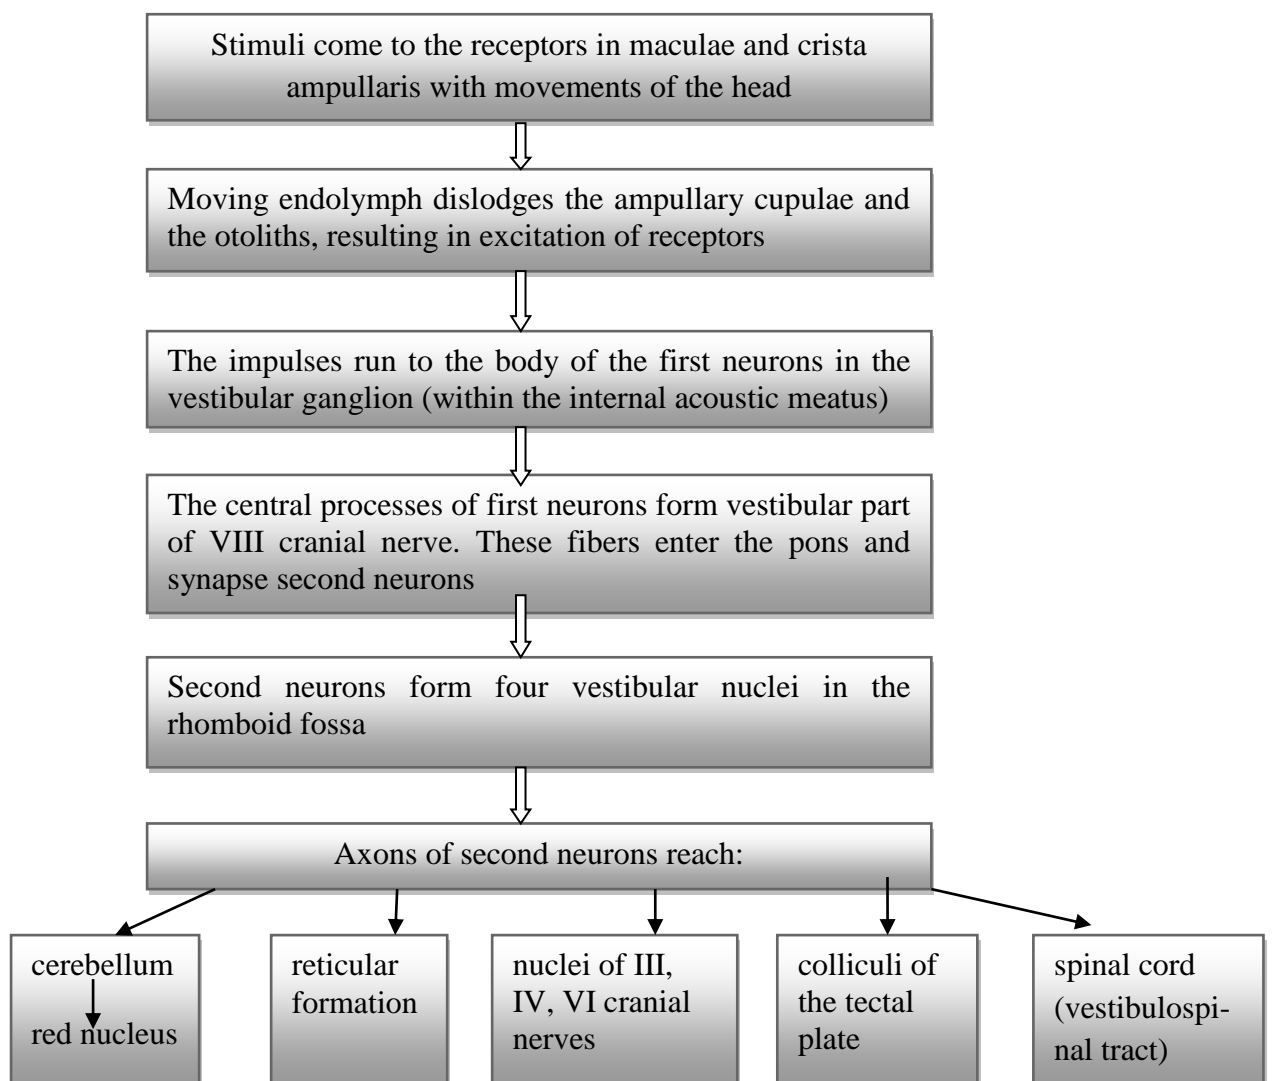 Stimuli come to the receptors in maculae and crista
ampullaris with movements of the head
Moving endolymph dislodges the ampullary cupulae and
the otoliths, resulting in excitation of receptors
The impulses run to the body of the first neurons in the
vestibular ganglion (within the internal acoustic meatus)
The central processes of first neurons form vestibular part
of VIII cranial nerve. These fibers enter the pons and
synapse second neurons
Second neurons form four vestibular nuclei in the
rhomboid fossa
Axons of second neurons reach:
cerebellum
red nucleus
reticular
formation
nuclei of III,
IV, VI cranial
nerves
colliculi of
the tectal
plate
spinal cord
(vestibulospi-
nal tract)